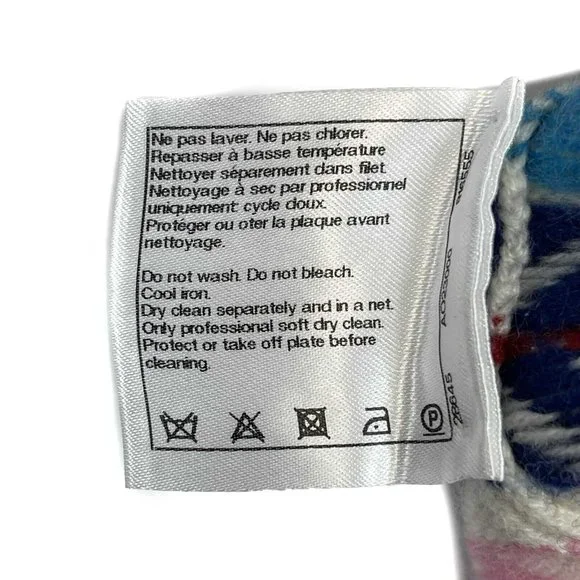 Ne pas laver. Ne pas chlorer.
Repasser à basse température
Nettoyer séparement dans filet.
Nettoyage à sec par professionnel
uniquement: cycle doux.
Protéger ou oter la plaque avant
nettoyage.
Do not wash. Do not bleach.
Cool iron.
Dry clean separately and in a net.
Only professional soft dry clean.
Protect or take off plate before
cleaning.
P
28645